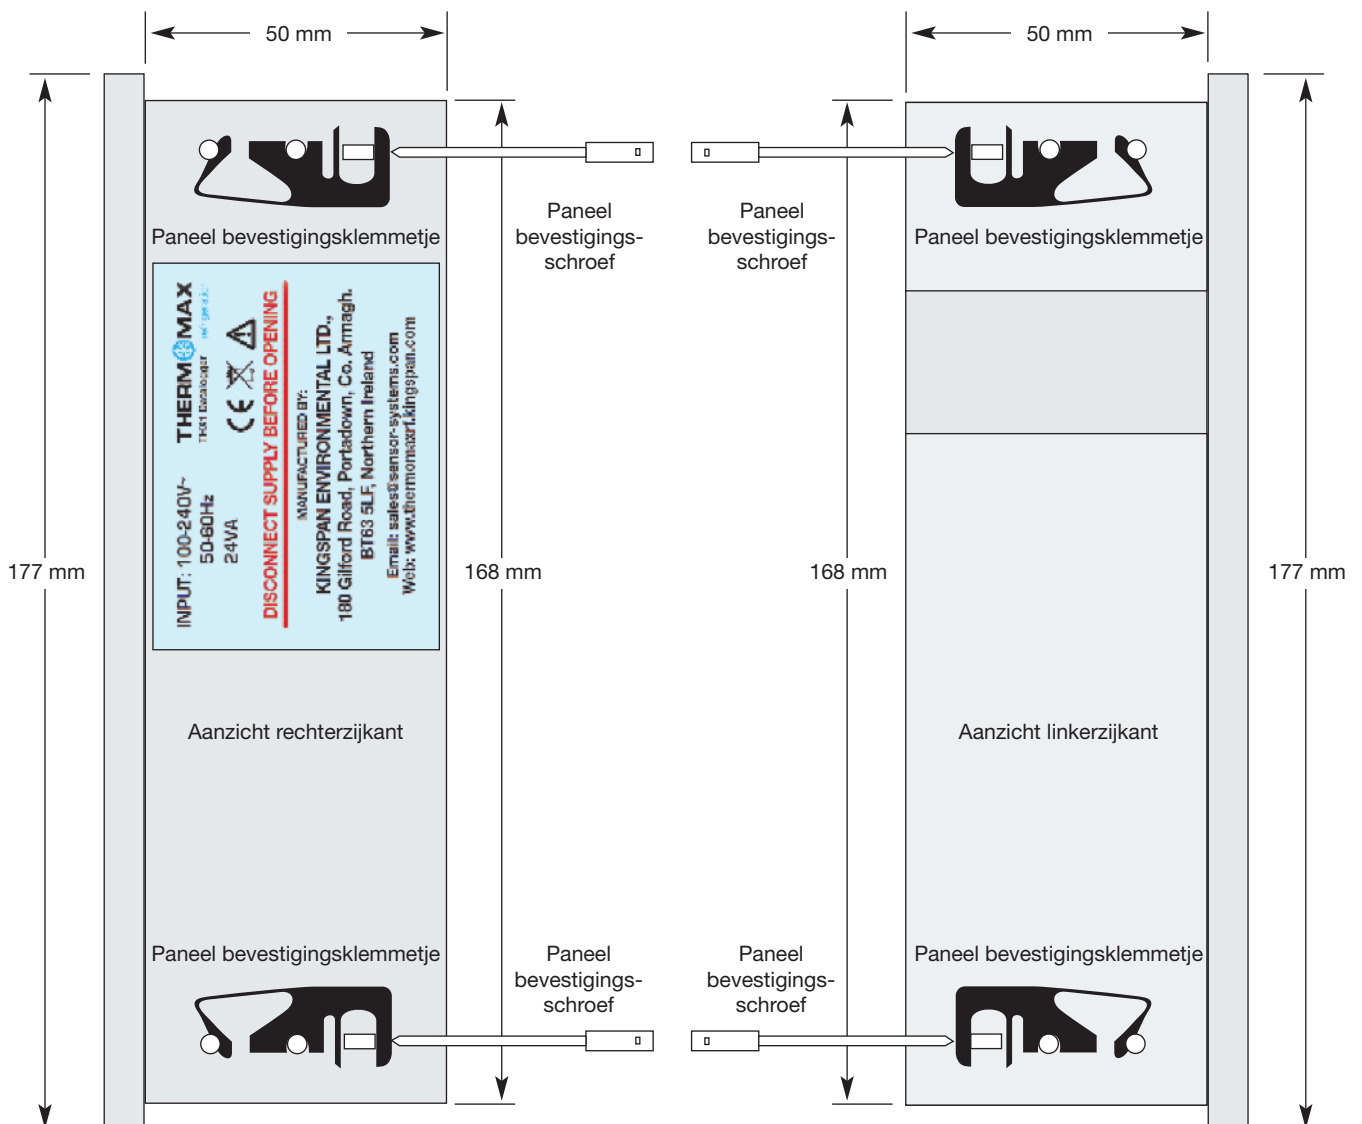 50 mm
50 mm
Paneel
bevestigings-
schroef
Paneel
bevestigings-
schroef
Paneel bevestigingsklemmetje
Paneel bevestigingsklemmetje
INPUT: 100-240V~
50-60Hz
24VA
THERMOMAX
refrigeration
THX1 Datalogger
CE
DISCONNECT SUPPLY BEFORE OPENING
MANUFACTURED BY:
KINGSPAN ENVIRONMENTAL LTD.,
180 Gilford Road, Portadown, Co. Armagh.
BT63 5LF, Northern Ireland
Email: sales@sensor-systems.com
Web: www.thermomaxrf.kingspan.com
177 mm
168 mm
168 mm
177 mm
Aanzicht rechterzijkant
Aanzicht linkerzijkant
Paneel bevestigingsklemmetje
Paneel
bevestigings-
schroef
Paneel
bevestigings-
schroef
Paneel bevestigingsklemmetje